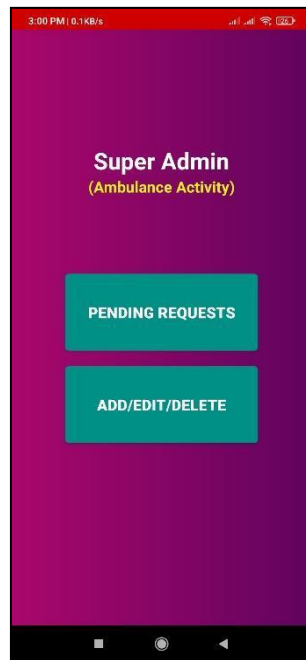 3:00 PM | 0.1KB/s
Super Admin
(Ambulance Activity)
PENDING REQUESTS
ADD/EDIT/DELETE